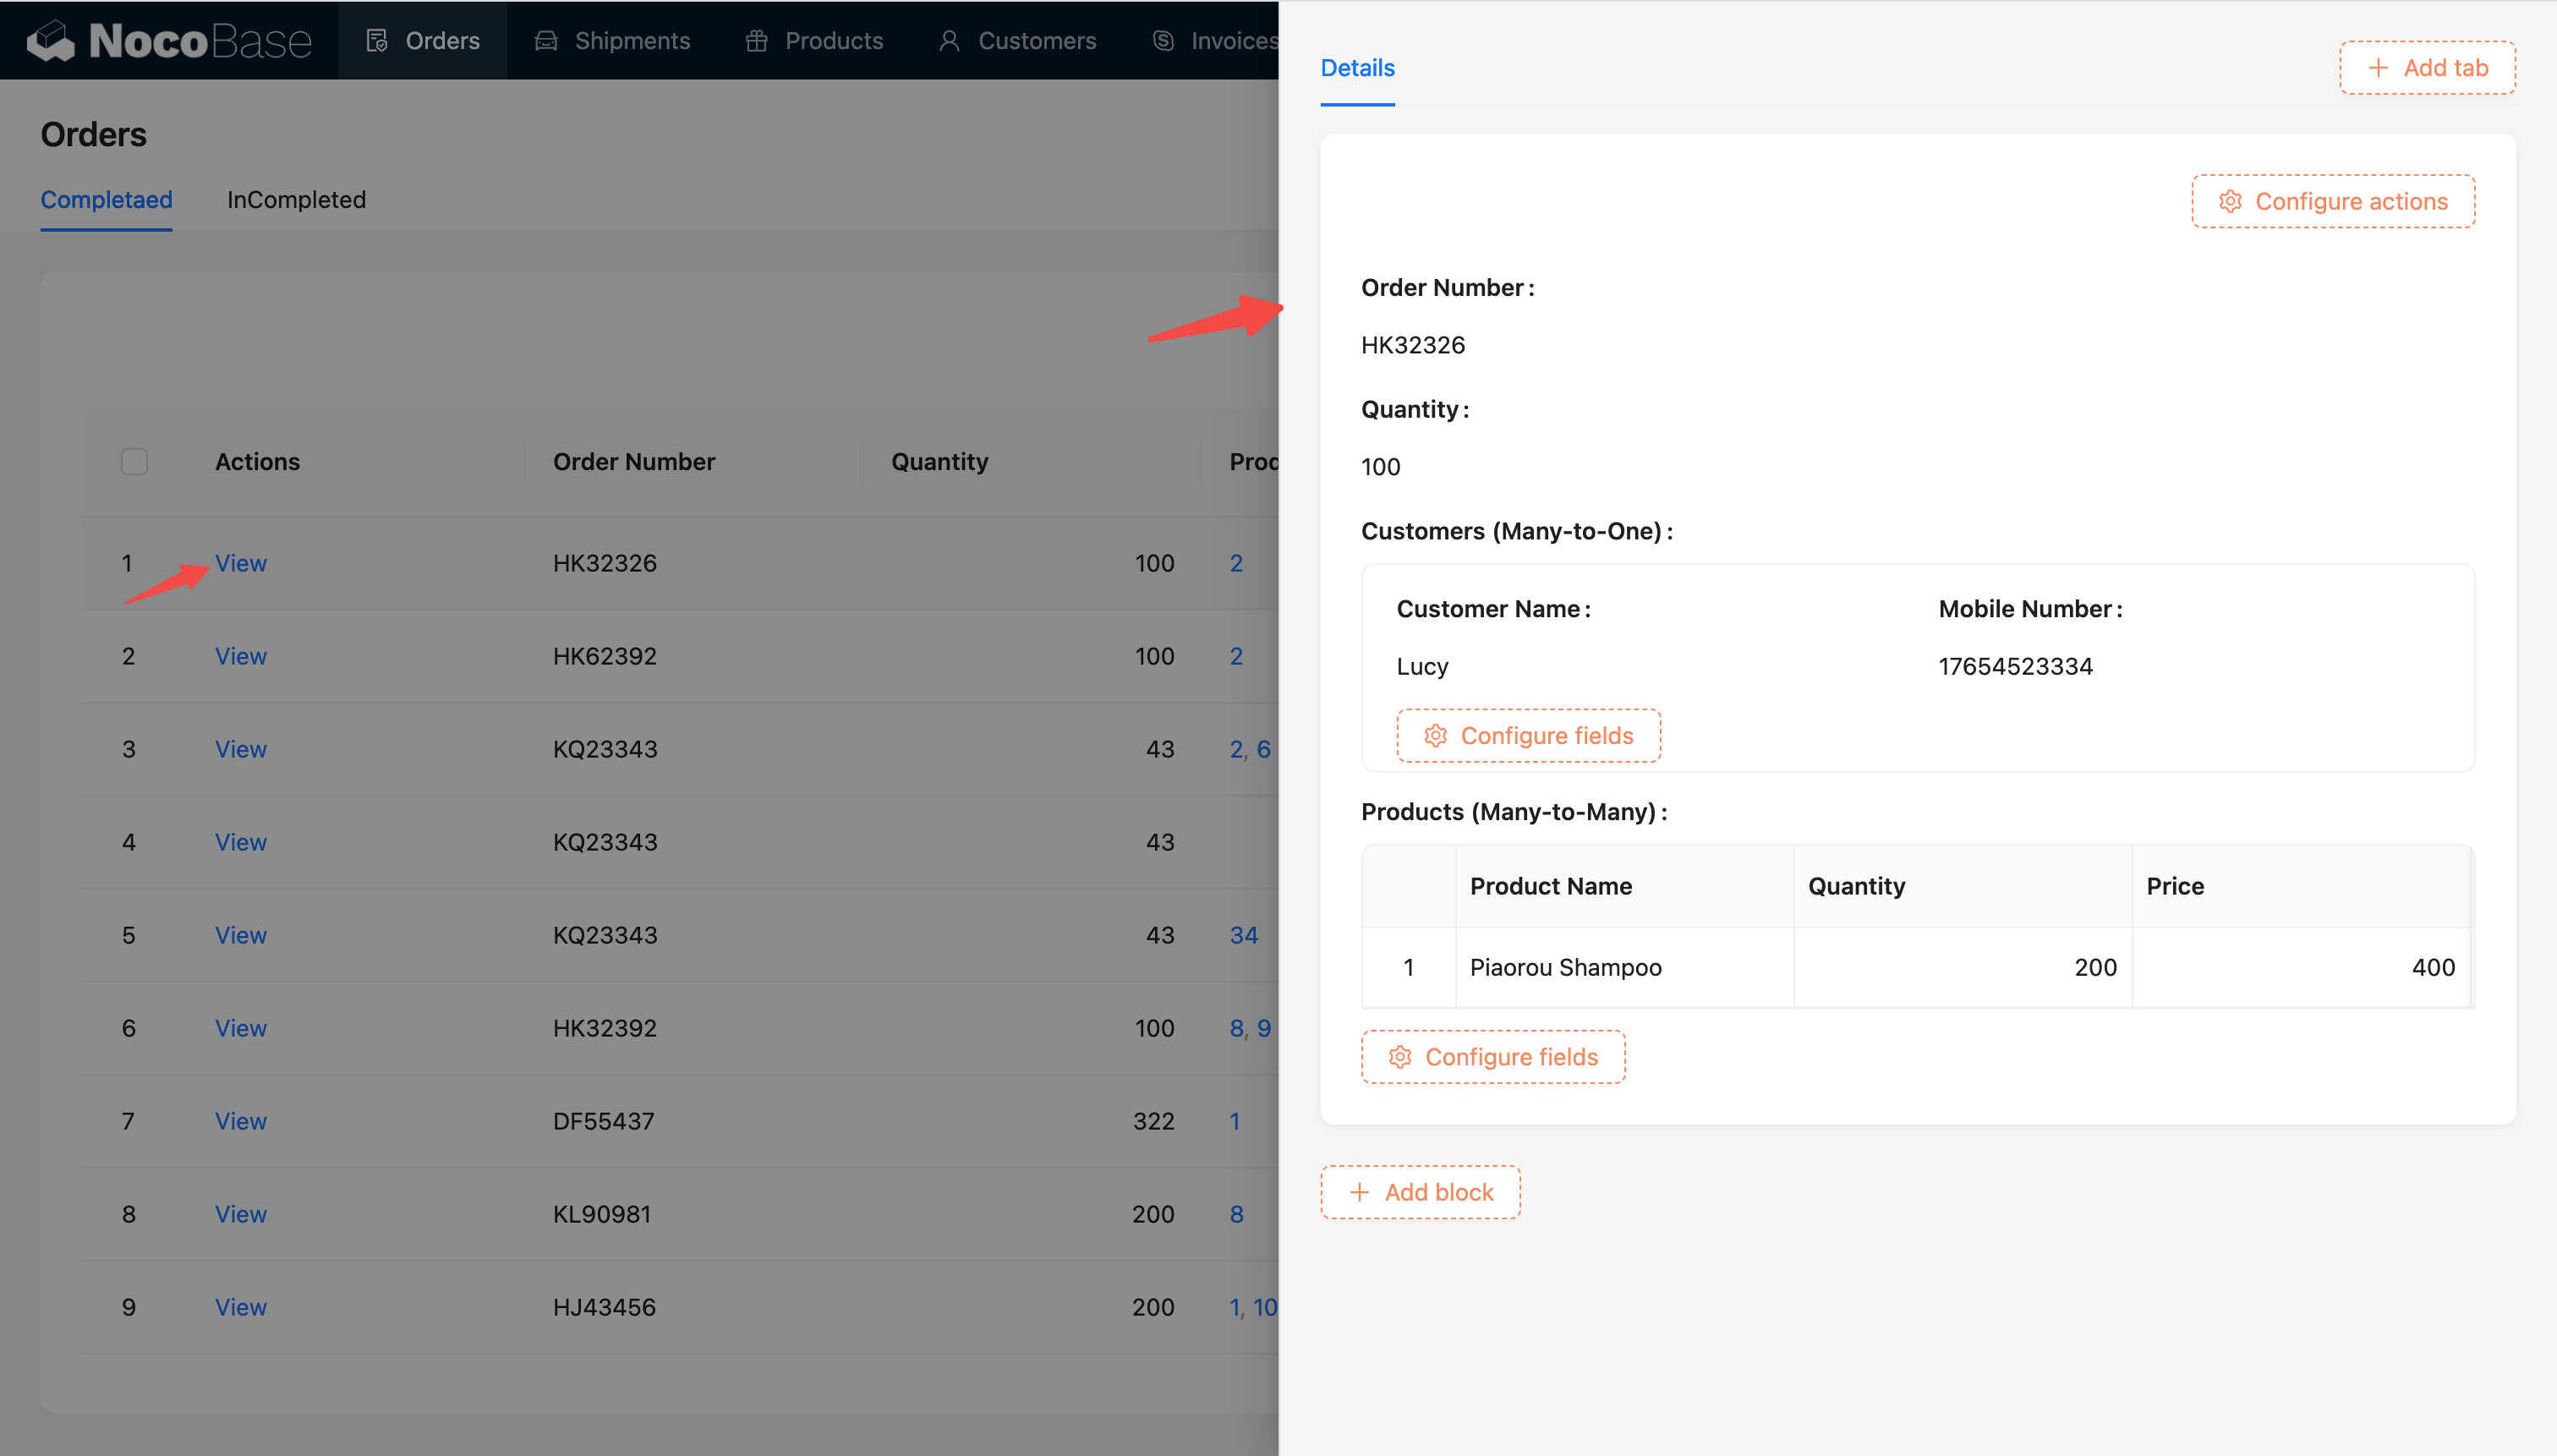 NocoBase Orders Shipments Products Customers Invoices
Orders
Completaed InCompleted
Actions Order Number Quantity
1 View HK32326 100 2
2 View HK62392 100 2
3 View KQ23343 43 2, 6
4 View KQ23343 43
5 View KQ23343 43 34
6 View HK32392 100 8, 9
7 View DF55437 322 1
8 View KL90981 200 8
9 View HJ43456 200 1, 10
Details
+ Add tab
Configure actions
Order Number:
HK32326
Quantity:
100
Customers (Many-to-One):
Customer Name: Mobile Number:
Lucy 17654523334
Configure fields
Products (Many-to-Many):
Product Name Quantity Price
1 Piaorou Shampoo 200 400
Configure fields
+ Add block